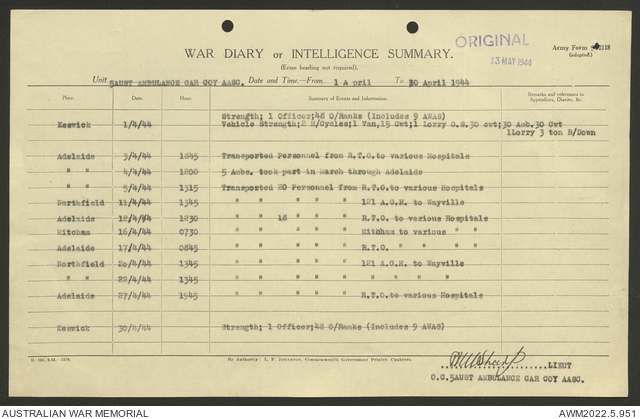 ORIGINAL
13 MAY 1944
WAR DIARY or INTELLIGENCE SUMMARY.
(Erase heading not required).
Army Form 2118
(adapted.)
Unit 5AUST AMBULANCE CAR COY AASC. Date and Time.—From 1 A pril To 30 April 1944
Place. Date. Hour. Summary of Events and Information. Remarks and references to Appendices, Diaries, &c.
Strength; 1 Officer;48 O/Ranks (Includes 9 AWAS)
Keswick 1/4/44 Vehicle Strength;2 M/Cycles;1 Van,15 Cwt;1 Lorry G.S.30 cwt;30 Amb.30 Cwt
1Lorry 3 ton B/Down
Adelaide 3/4/44 1845 Transported Personnel from R.T.O.to various Hospitals
" " 4/4/44 1200 5 Ambs. took part in March through Adelaide
" " 5/4/44 1315 Transported 20 Personnel from R.T.O.to various Hospitals
Northfield 11/4/44 1345 " " " " 121 A.G.H. to Wayville
Adelaide 12/4/44 1230 " 18 " " R.T.O. to various Hospitals
Mitcham 16/4/44 0730 " " " Mitcham to various " "
Adelaide 17/4/44 0845 " " " R.T.O. " " " "
Northfield 20/4/44 1345 " " " 121 A.G.H. to Wayville
" " 22/4/44 1345 " " " " " " "
Adelaide 27/4/44 1945 " " " R.T.O.to various Hospitals
Keswick 30/4/44 Strength; 1 Officer;48 O/Ranks (Includes 9 AWAS)
By Authority: L. F. Johnston, Commonwealth Government Printer, Canberra.
LIEUT
O.C.5AUST AMBULANCE CAR COY AASC.
AUSTRALIAN WAR MEMORIAL
AWM2022.5.951